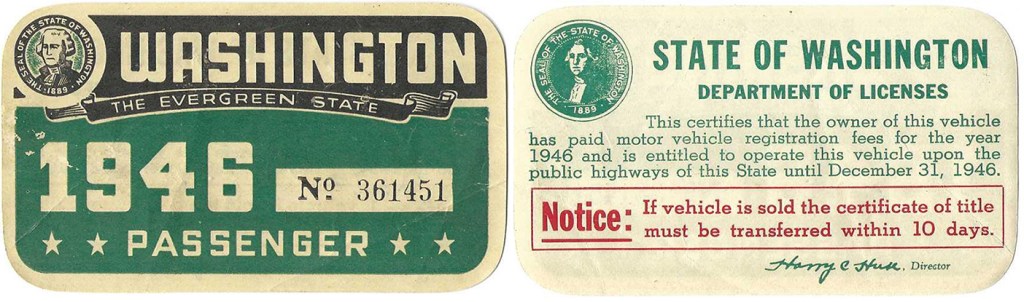 THE SEAL OF THE STATE OF WASHINGTON
1889
WASHINGTON
THE EVERGREEN STATE
1946
Nº 361451
★ ★ PASSENGER ★ ★
THE SEAL OF THE STATE OF WASHINGTON
1889
STATE OF WASHINGTON
DEPARTMENT OF LICENSES
This certifies that the owner of this vehicle
has paid motor vehicle registration fees for the year
1946 and is entitled to operate this vehicle upon the
public highways of this State until December 31, 1946.
Notice: If vehicle is sold the certificate of title
must be transferred within 10 days.
Harry C Huse, Director